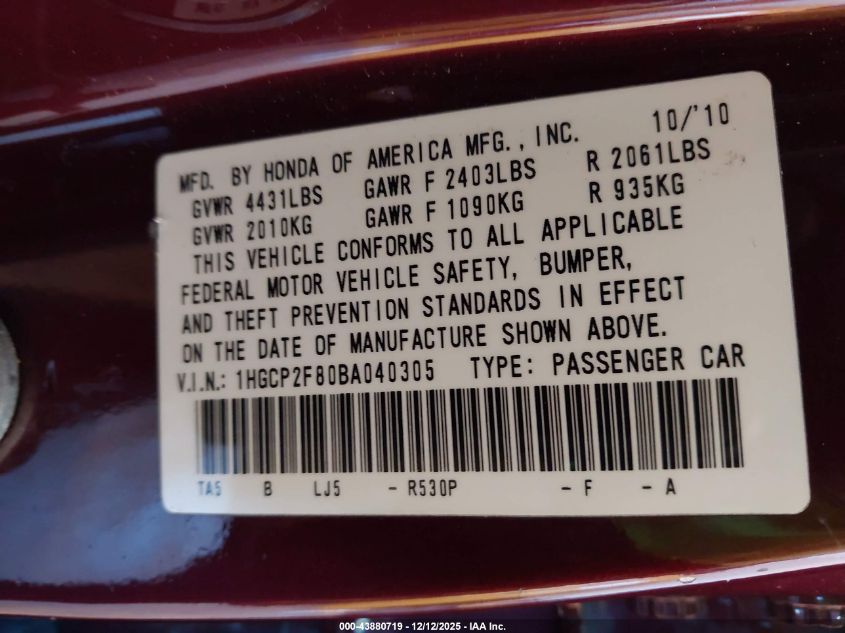 MFD. BY HONDA OF AMERICA MFG., INC. 10/'10
GVWR 4431LBS GAWR F 2403LBS R 2061LBS
GVWR 2010KG GAWR F 1090KG R 935KG
THIS VEHICLE CONFORMS TO ALL APPLICABLE
FEDERAL MOTOR VEHICLE SAFETY, BUMPER,
AND THEFT PREVENTION STANDARDS IN EFFECT
ON THE DATE OF MANUFACTURE SHOWN ABOVE.
V.I.N.: 1HGCP2F80BA040305 TYPE: PASSENGER CAR
TA5 B LJ5 - R530P - F - A
000-43880719 - 12/12/2025 - IAA Inc.